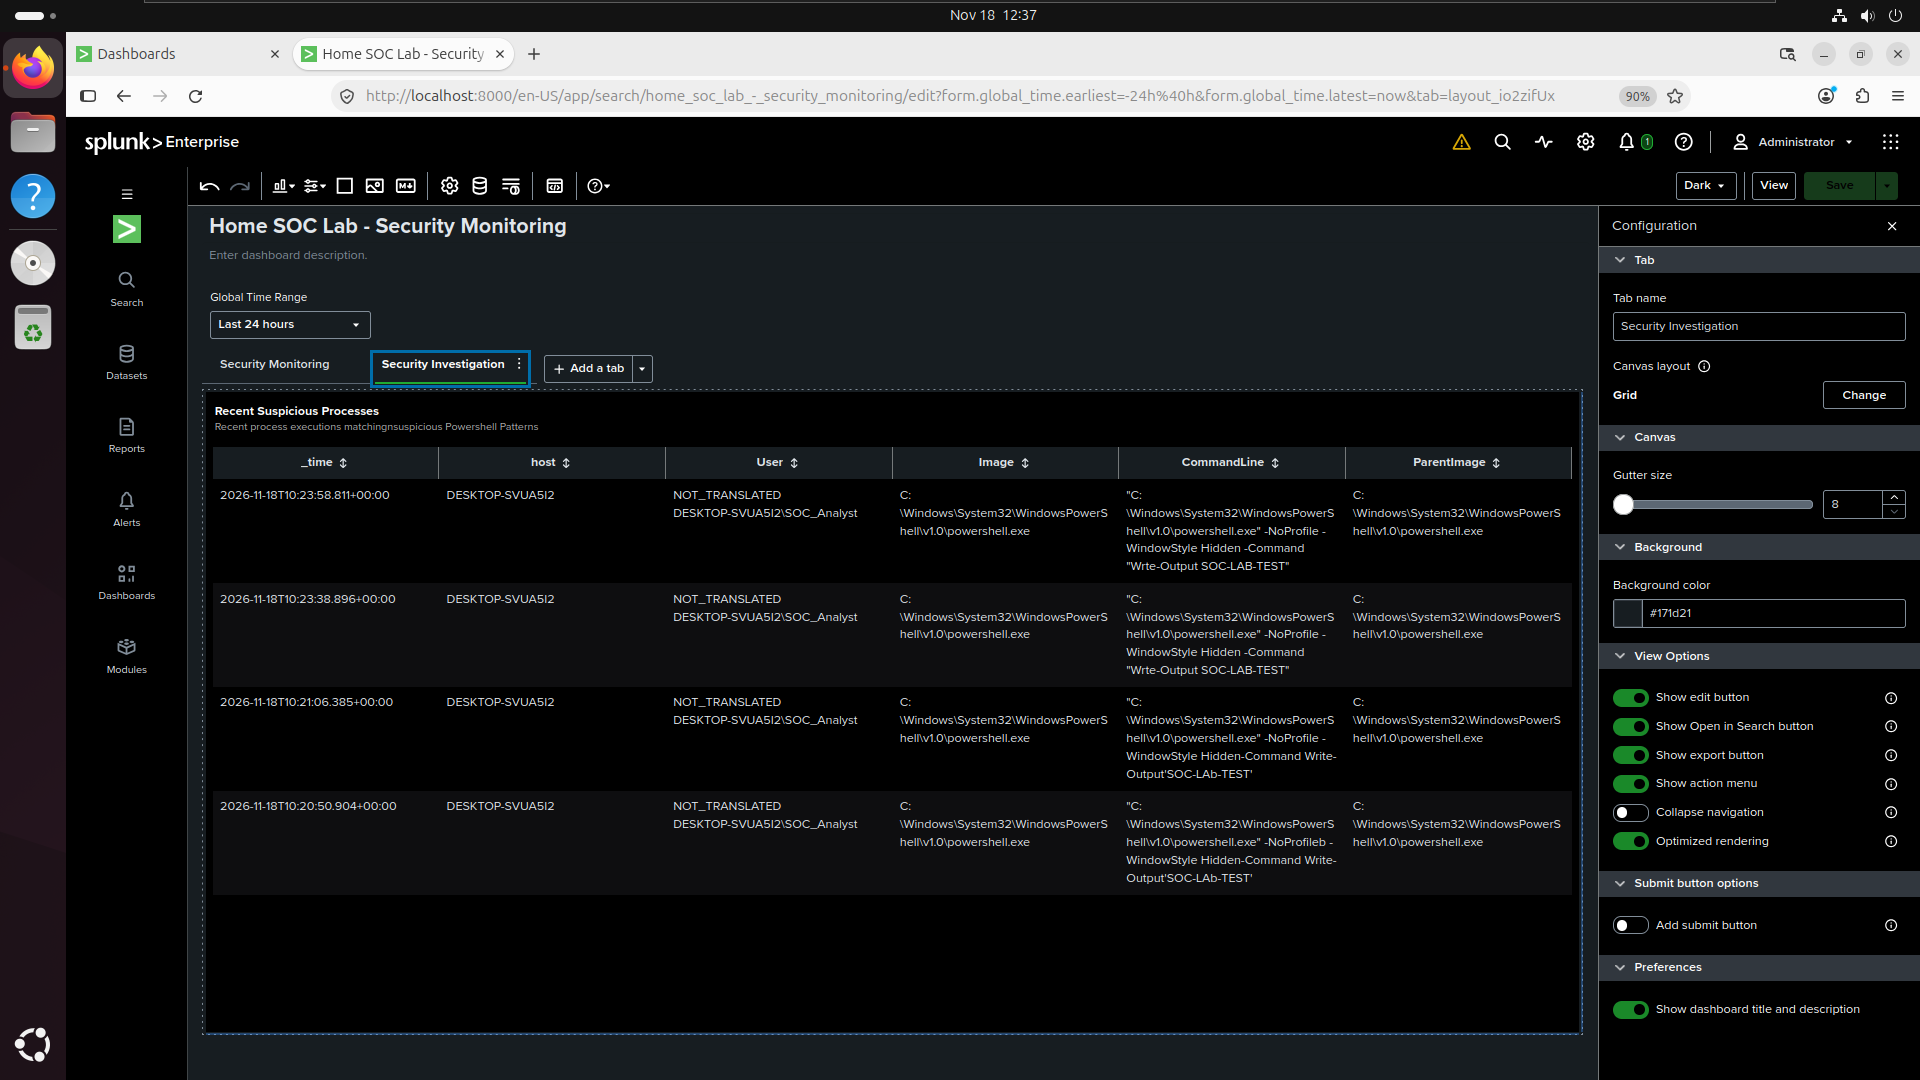 Nov 18 12:37
Dashboards
Home SOC Lab - Security
http://localhost:8000/en-US/app/search/home_soc_lab_-_security_monitoring/edit?form.global_time.earliest=-24h%40h&form.global_time.latest=now&tab=layout_io2zifUx
90%
splunk> Enterprise
1
Administrator
Dark
View
Save
Search
Datasets
Reports
Alerts
Dashboards
Modules
Home SOC Lab - Security Monitoring
Enter dashboard description.
Global Time Range
Last 24 hours
Security Monitoring
Security Investigation
+ Add a tab
Recent Suspicious Processes
Recent process executions matchingnsuspicious Powershell Patterns
_time host User Image CommandLine ParentImage
2026-11-18T10:23:58.811+00:00
DESKTOP-SVUA5I2
NOT_TRANSLATED
DESKTOP-SVUA5I2\SOC_Analyst
C:
\Windows\System32\WindowsPowerS
hell\v1.0\powershell.exe
"C:
\Windows\System32\WindowsPowerS
hell\v1.0\powershell.exe" -NoProfile -
WindowStyle Hidden -Command
"Wrte-Output SOC-LAB-TEST"
C:
\Windows\System32\WindowsPowerS
hell\v1.0\powershell.exe
2026-11-18T10:23:38.896+00:00
DESKTOP-SVUA5I2
NOT_TRANSLATED
DESKTOP-SVUA5I2\SOC_Analyst
C:
\Windows\System32\WindowsPowerS
hell\v1.0\powershell.exe
"C:
\Windows\System32\WindowsPowerS
hell\v1.0\powershell.exe" -NoProfile -
WindowStyle Hidden -Command
"Wrte-Output SOC-LAB-TEST"
C:
\Windows\System32\WindowsPowerS
hell\v1.0\powershell.exe
2026-11-18T10:21:06.385+00:00
DESKTOP-SVUA5I2
NOT_TRANSLATED
DESKTOP-SVUA5I2\SOC_Analyst
C:
\Windows\System32\WindowsPowerS
hell\v1.0\powershell.exe
"C:
\Windows\System32\WindowsPowerS
hell\v1.0\powershell.exe" -NoProfile -
WindowStyle Hidden-Command Write-
Output'SOC-LAb-TEST'
C:
\Windows\System32\WindowsPowerS
hell\v1.0\powershell.exe
2026-11-18T10:20:50.904+00:00
DESKTOP-SVUA5I2
NOT_TRANSLATED
DESKTOP-SVUA5I2\SOC_Analyst
C:
\Windows\System32\WindowsPowerS
hell\v1.0\powershell.exe
"C:
\Windows\System32\WindowsPowerS
hell\v1.0\powershell.exe" -NoProfileb -
WindowStyle Hidden-Command Write-
Output'SOC-LAb-TEST'
C:
\Windows\System32\WindowsPowerS
hell\v1.0\powershell.exe
Configuration
Tab
Tab name
Security Investigation
Canvas layout
Grid
Change
Canvas
Gutter size
8
Background
Background color
#171d21
View Options
Show edit button
Show Open in Search button
Show export button
Show action menu
Collapse navigation
Optimized rendering
Submit button options
Add submit button
Preferences
Show dashboard title and description